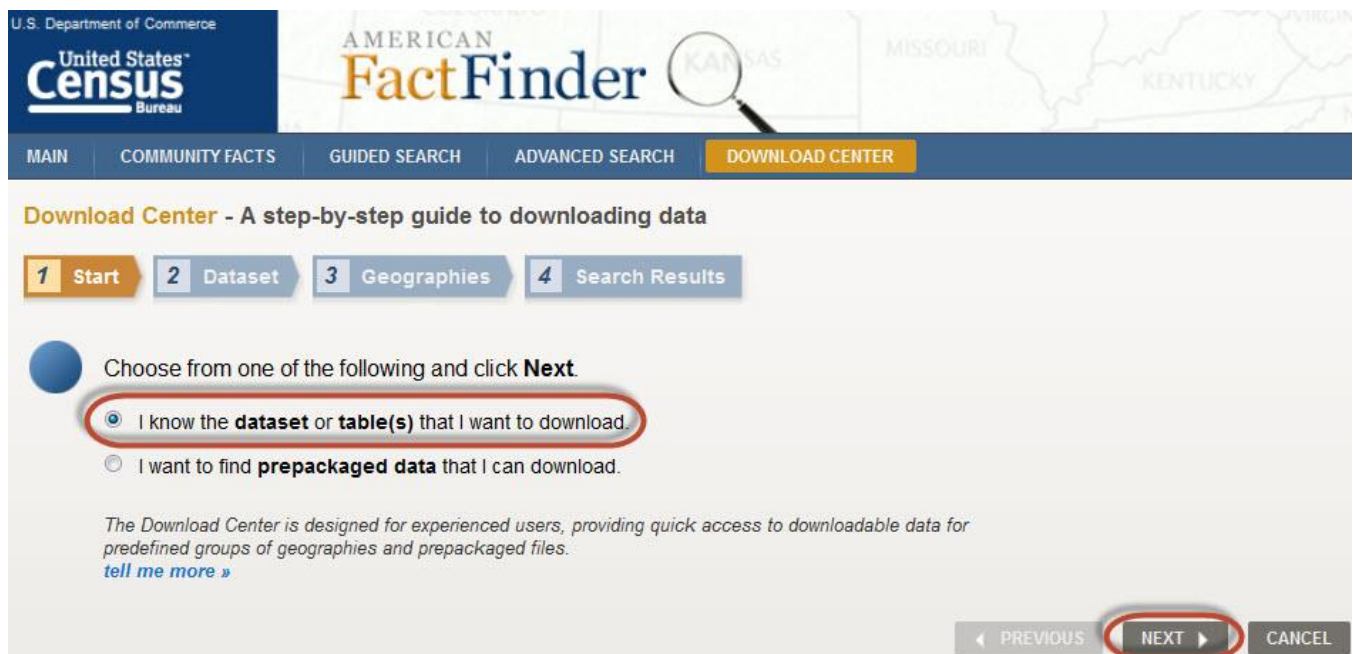 U.S. Department of Commerce
United States™
Census
Bureau
AMERICAN
FactFinder
KANSAS
MISSOURI
KENTUCKY
MAIN
COMMUNITY FACTS
GUIDED SEARCH
ADVANCED SEARCH
DOWNLOAD CENTER
Download Center - A step-by-step guide to downloading data
1 Start
2 Dataset
3 Geographies
4 Search Results
Choose from one of the following and click Next.
I know the dataset or table(s) that I want to download.
I want to find prepackaged data that I can download.
The Download Center is designed for experienced users, providing quick access to downloadable data for
predefined groups of geographies and prepackaged files.
tell me more »
PREVIOUS
NEXT
CANCEL